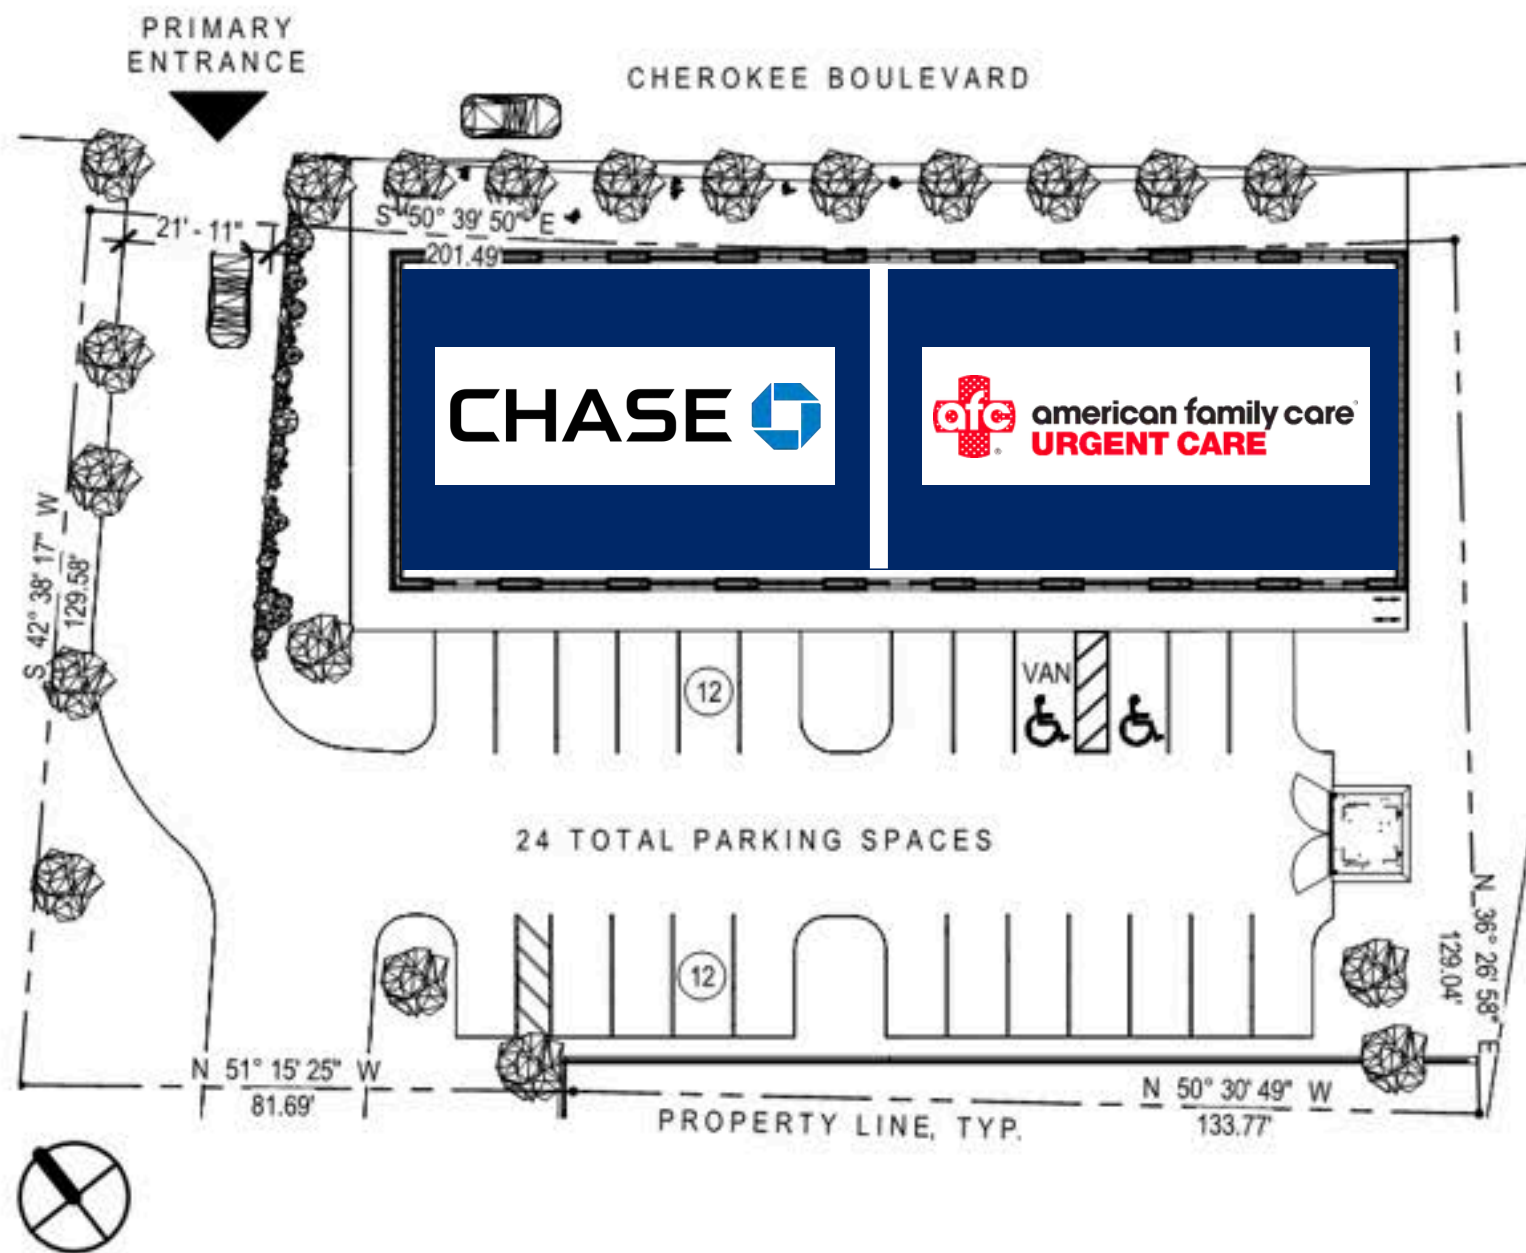 PRIMARY
ENTRANCE
CHEROKEE BOULEVARD
21' - 11"
S 50° 39' 50" E
201.49
CHASE
afc
american family care
URGENT CARE
®
S 42° 38' 17" W
129.58'
12
VAN
24 TOTAL PARKING SPACES
12
N 36° 26' 58" E
129.04'
N 51° 15' 25" W
81.69'
N 50° 30' 49" W
133.77'
PROPERTY LINE, TYP.